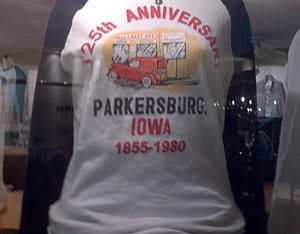 125th ANNIVERSARY
PARKERSBURG,
IOWA
1855-1980